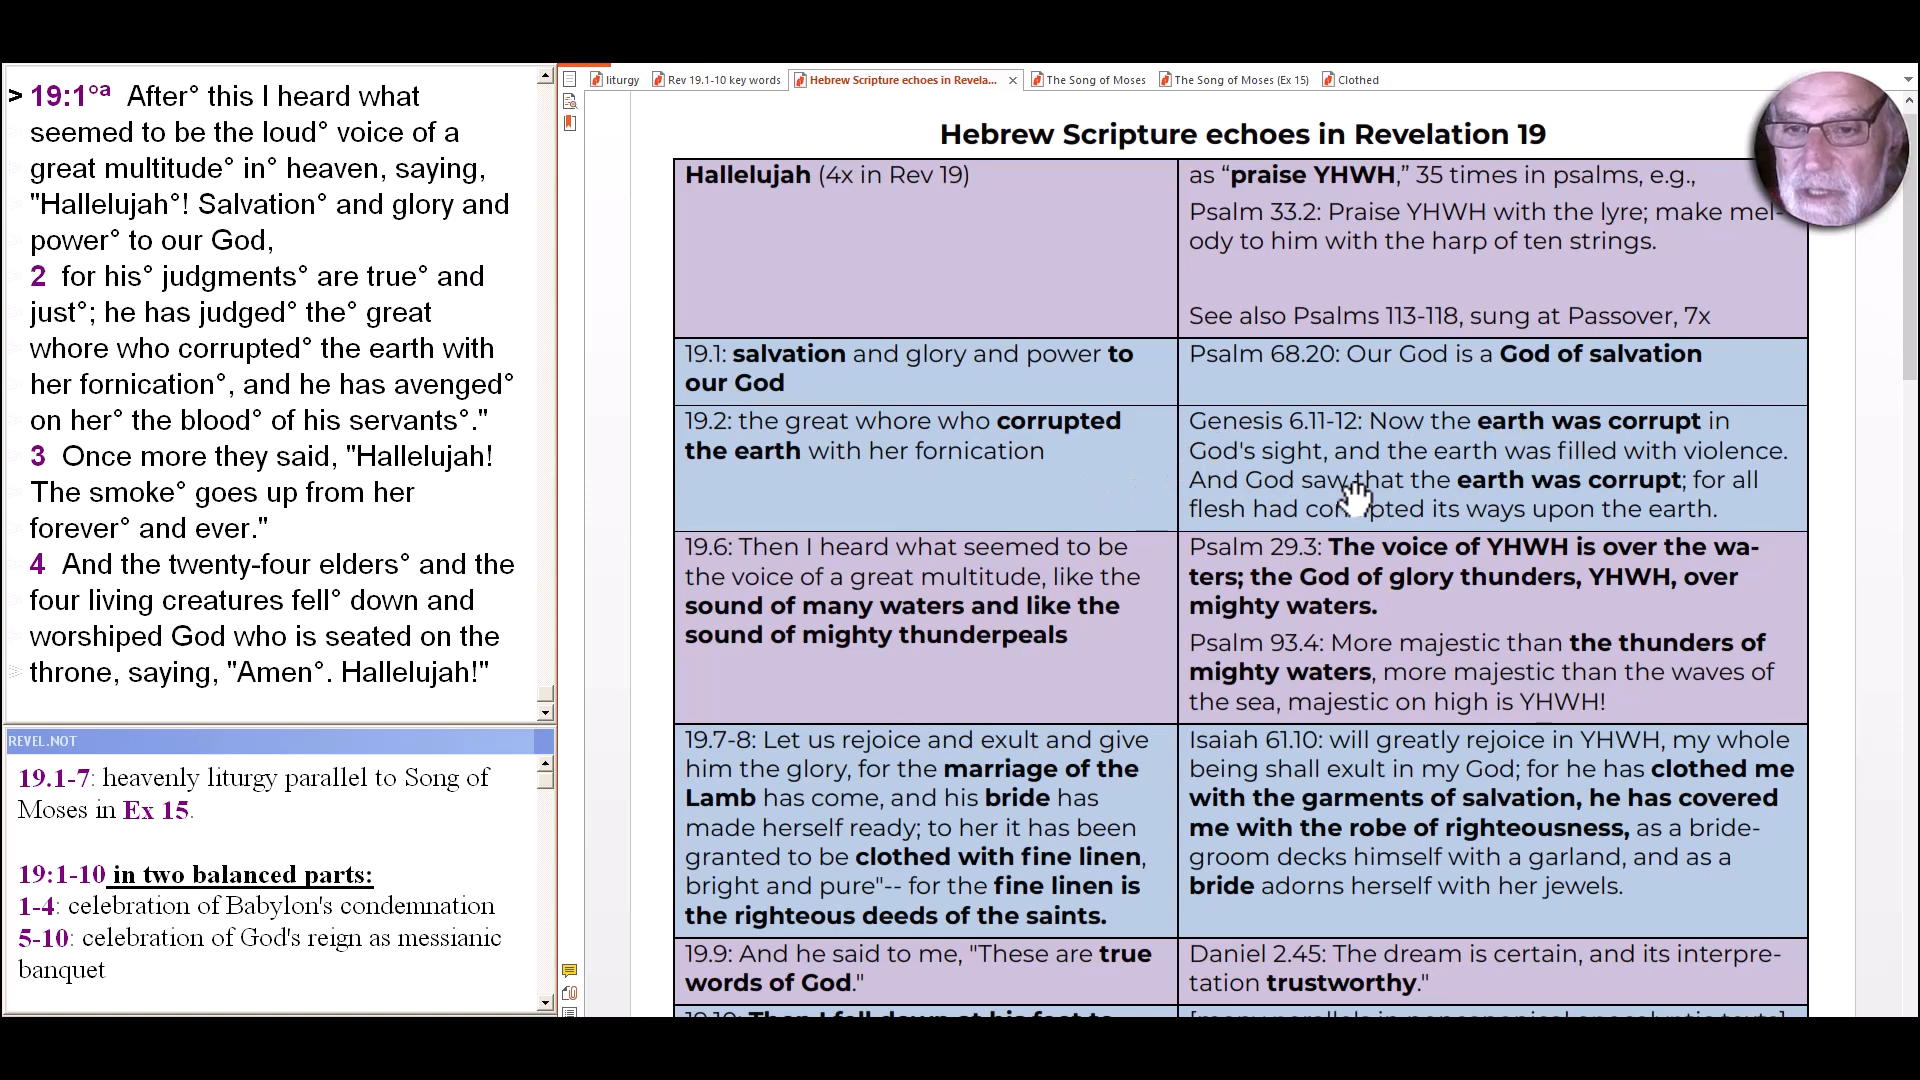 liturgy
Rev 19.1-10 key words
Hebrew Scripture echoes in Revela...
The Song of Moses
The Song of Moses (Ex 15)
Clothed
> 19:1°ª After° this I heard what
seemed to be the loud° voice of a
great multitude° in° heaven, saying,
"Hallelujah°! Salvation° and glory and
power° to our God,
2 for his° judgments° are true° and
just°; he has judged° the° great
whore who corrupted° the earth with
her fornication°, and he has avenged°
on her° the blood° of his servants°."
3 Once more they said, "Hallelujah!
The smoke° goes up from her
forever° and ever."
4 And the twenty-four elders° and the
four living creatures fell° down and
worshiped God who is seated on the
throne, saying, "Amen°. Hallelujah!"
REVEL.NOT
19.1-7: heavenly liturgy parallel to Song of
Moses in Ex 15.
19:1-10 in two balanced parts:
1-4: celebration of Babylon's condemnation
5-10: celebration of God's reign as messianic
banquet
Hebrew Scripture echoes in Revelation 19
Hallelujah (4x in Rev 19)
as “praise YHWH,” 35 times in psalms, e.g.,
Psalm 33.2: Praise YHWH with the lyre; make mel-
ody to him with the harp of ten strings.
See also Psalms 113-118, sung at Passover, 7x
19.1: salvation and glory and power to
our God
Psalm 68.20: Our God is a God of salvation
19.2: the great whore who corrupted
the earth with her fornication
Genesis 6.11-12: Now the earth was corrupt in
God's sight, and the earth was filled with violence.
And God saw that the earth was corrupt; for all
flesh had corrupted its ways upon the earth.
19.6: Then I heard what seemed to be
the voice of a great multitude, like the
sound of many waters and like the
sound of mighty thunderpeals
Psalm 29.3: The voice of YHWH is over the wa-
ters; the God of glory thunders, YHWH, over
mighty waters.
Psalm 93.4: More majestic than the thunders of
mighty waters, more majestic than the waves of
the sea, majestic on high is YHWH!
19.7-8: Let us rejoice and exult and give
him the glory, for the marriage of the
Lamb has come, and his bride has
made herself ready; to her it has been
granted to be clothed with fine linen,
bright and pure"-- for the fine linen is
the righteous deeds of the saints.
Isaiah 61.10: will greatly rejoice in YHWH, my whole
being shall exult in my God; for he has clothed me
with the garments of salvation, he has covered
me with the robe of righteousness, as a bride-
groom decks himself with a garland, and as a
bride adorns herself with her jewels.
19.9: And he said to me, "These are true
words of God."
Daniel 2.45: The dream is certain, and its interpre-
tation trustworthy."
19.10: Then I fell down at his feet to
[many parallels in noncanonical apocalyptic texts]